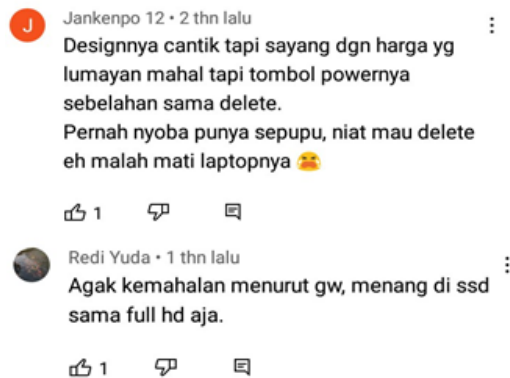 J
Jankenpo 12 • 2 thn lalu
Designnya cantik tapi sayang dgn harga yg
lumayan mahal tapi tombol powernya
sebelahan sama delete.
Pernah nyoba punya sepupu, niat mau delete
eh malah mati laptopnya 😫
1
Redi Yuda • 1 thn lalu
Agak kemahalan menurut gw, menang di ssd
sama full hd aja.
1